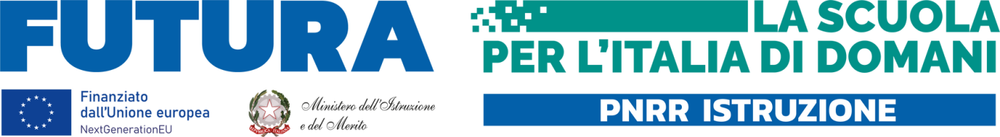 FUTURA
LA SCUOLA
PER L'ITALIA DI DOMANI
Finanziato
dall'Unione europea
NextGenerationEU
Ministero dell'Istruzione
e del Merito
PNRR ISTRUZIONE